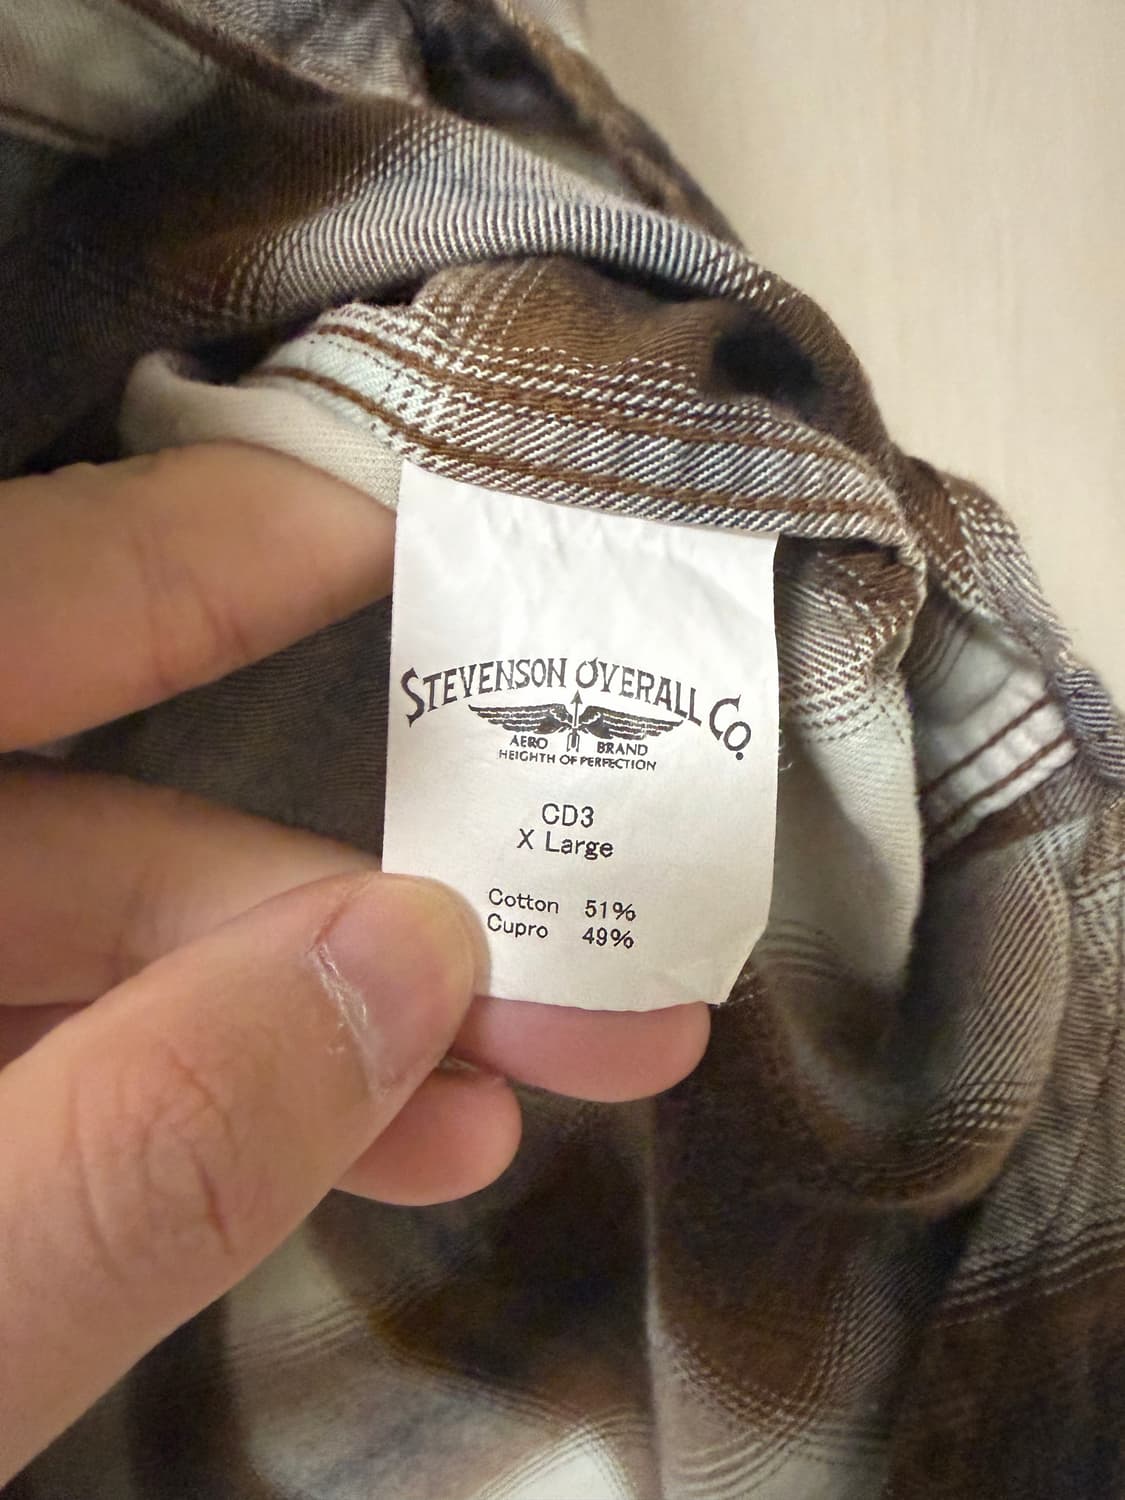 STEVENSON OVERALL CO.
AERO BRAND
HEIGHTH OF PERFECTION
CD3
X Large
Cotton 51%
Cupro 49%